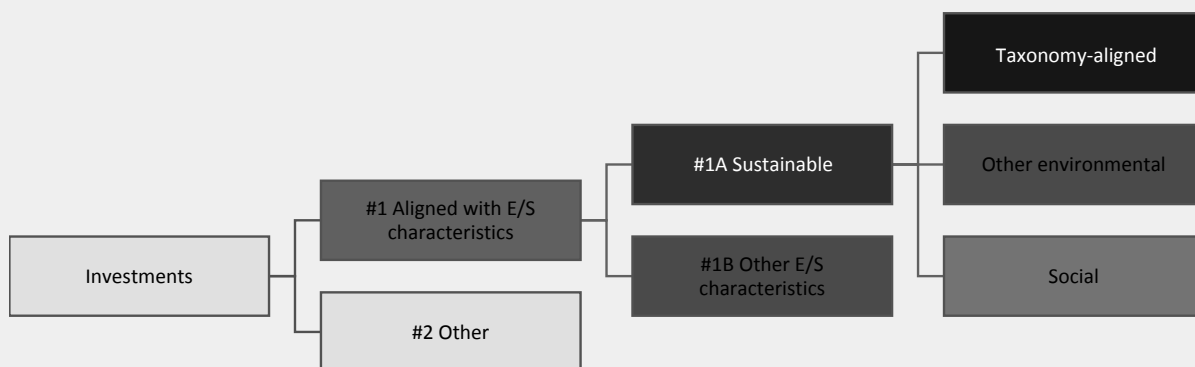 Investments
#1 Aligned with E/S
characteristics
#2 Other
#1A Sustainable
#1B Other E/S
characteristics
Taxonomy-aligned
Other environmental
Social